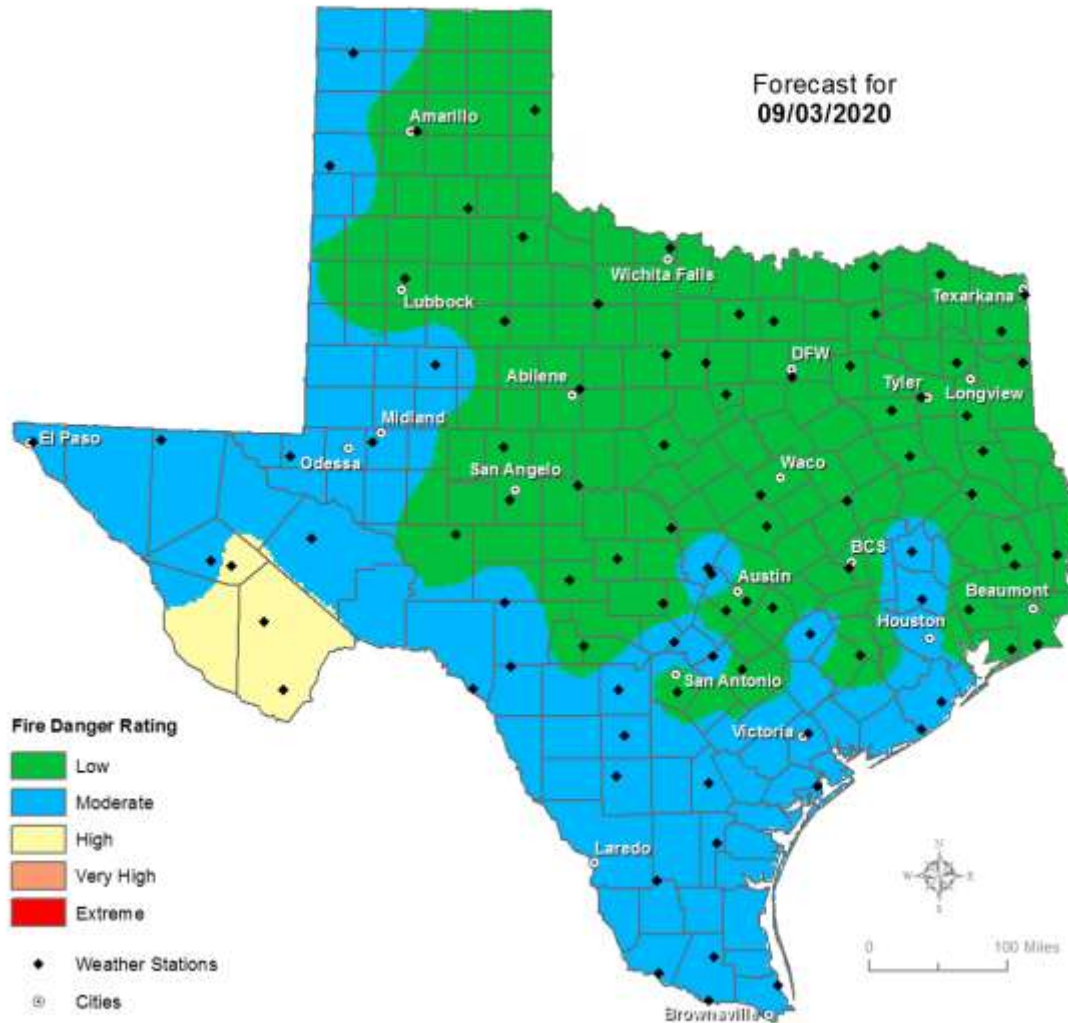 Forecast for
09/03/2020
Amarillo
Wichita Falls
Lubbock
Texarkana
DFW
Abilene
Tyler
Longview
Midland
El Paso
Odessa
San Angelo
Waco
BCS
Austin
Beaumont
Houston
San Antonio
Victoria
Laredo
Brownsville
Fire Danger Rating
Low
Moderate
High
Very High
Extreme
Weather Stations
Cities
N
W E
S
0 100 Miles